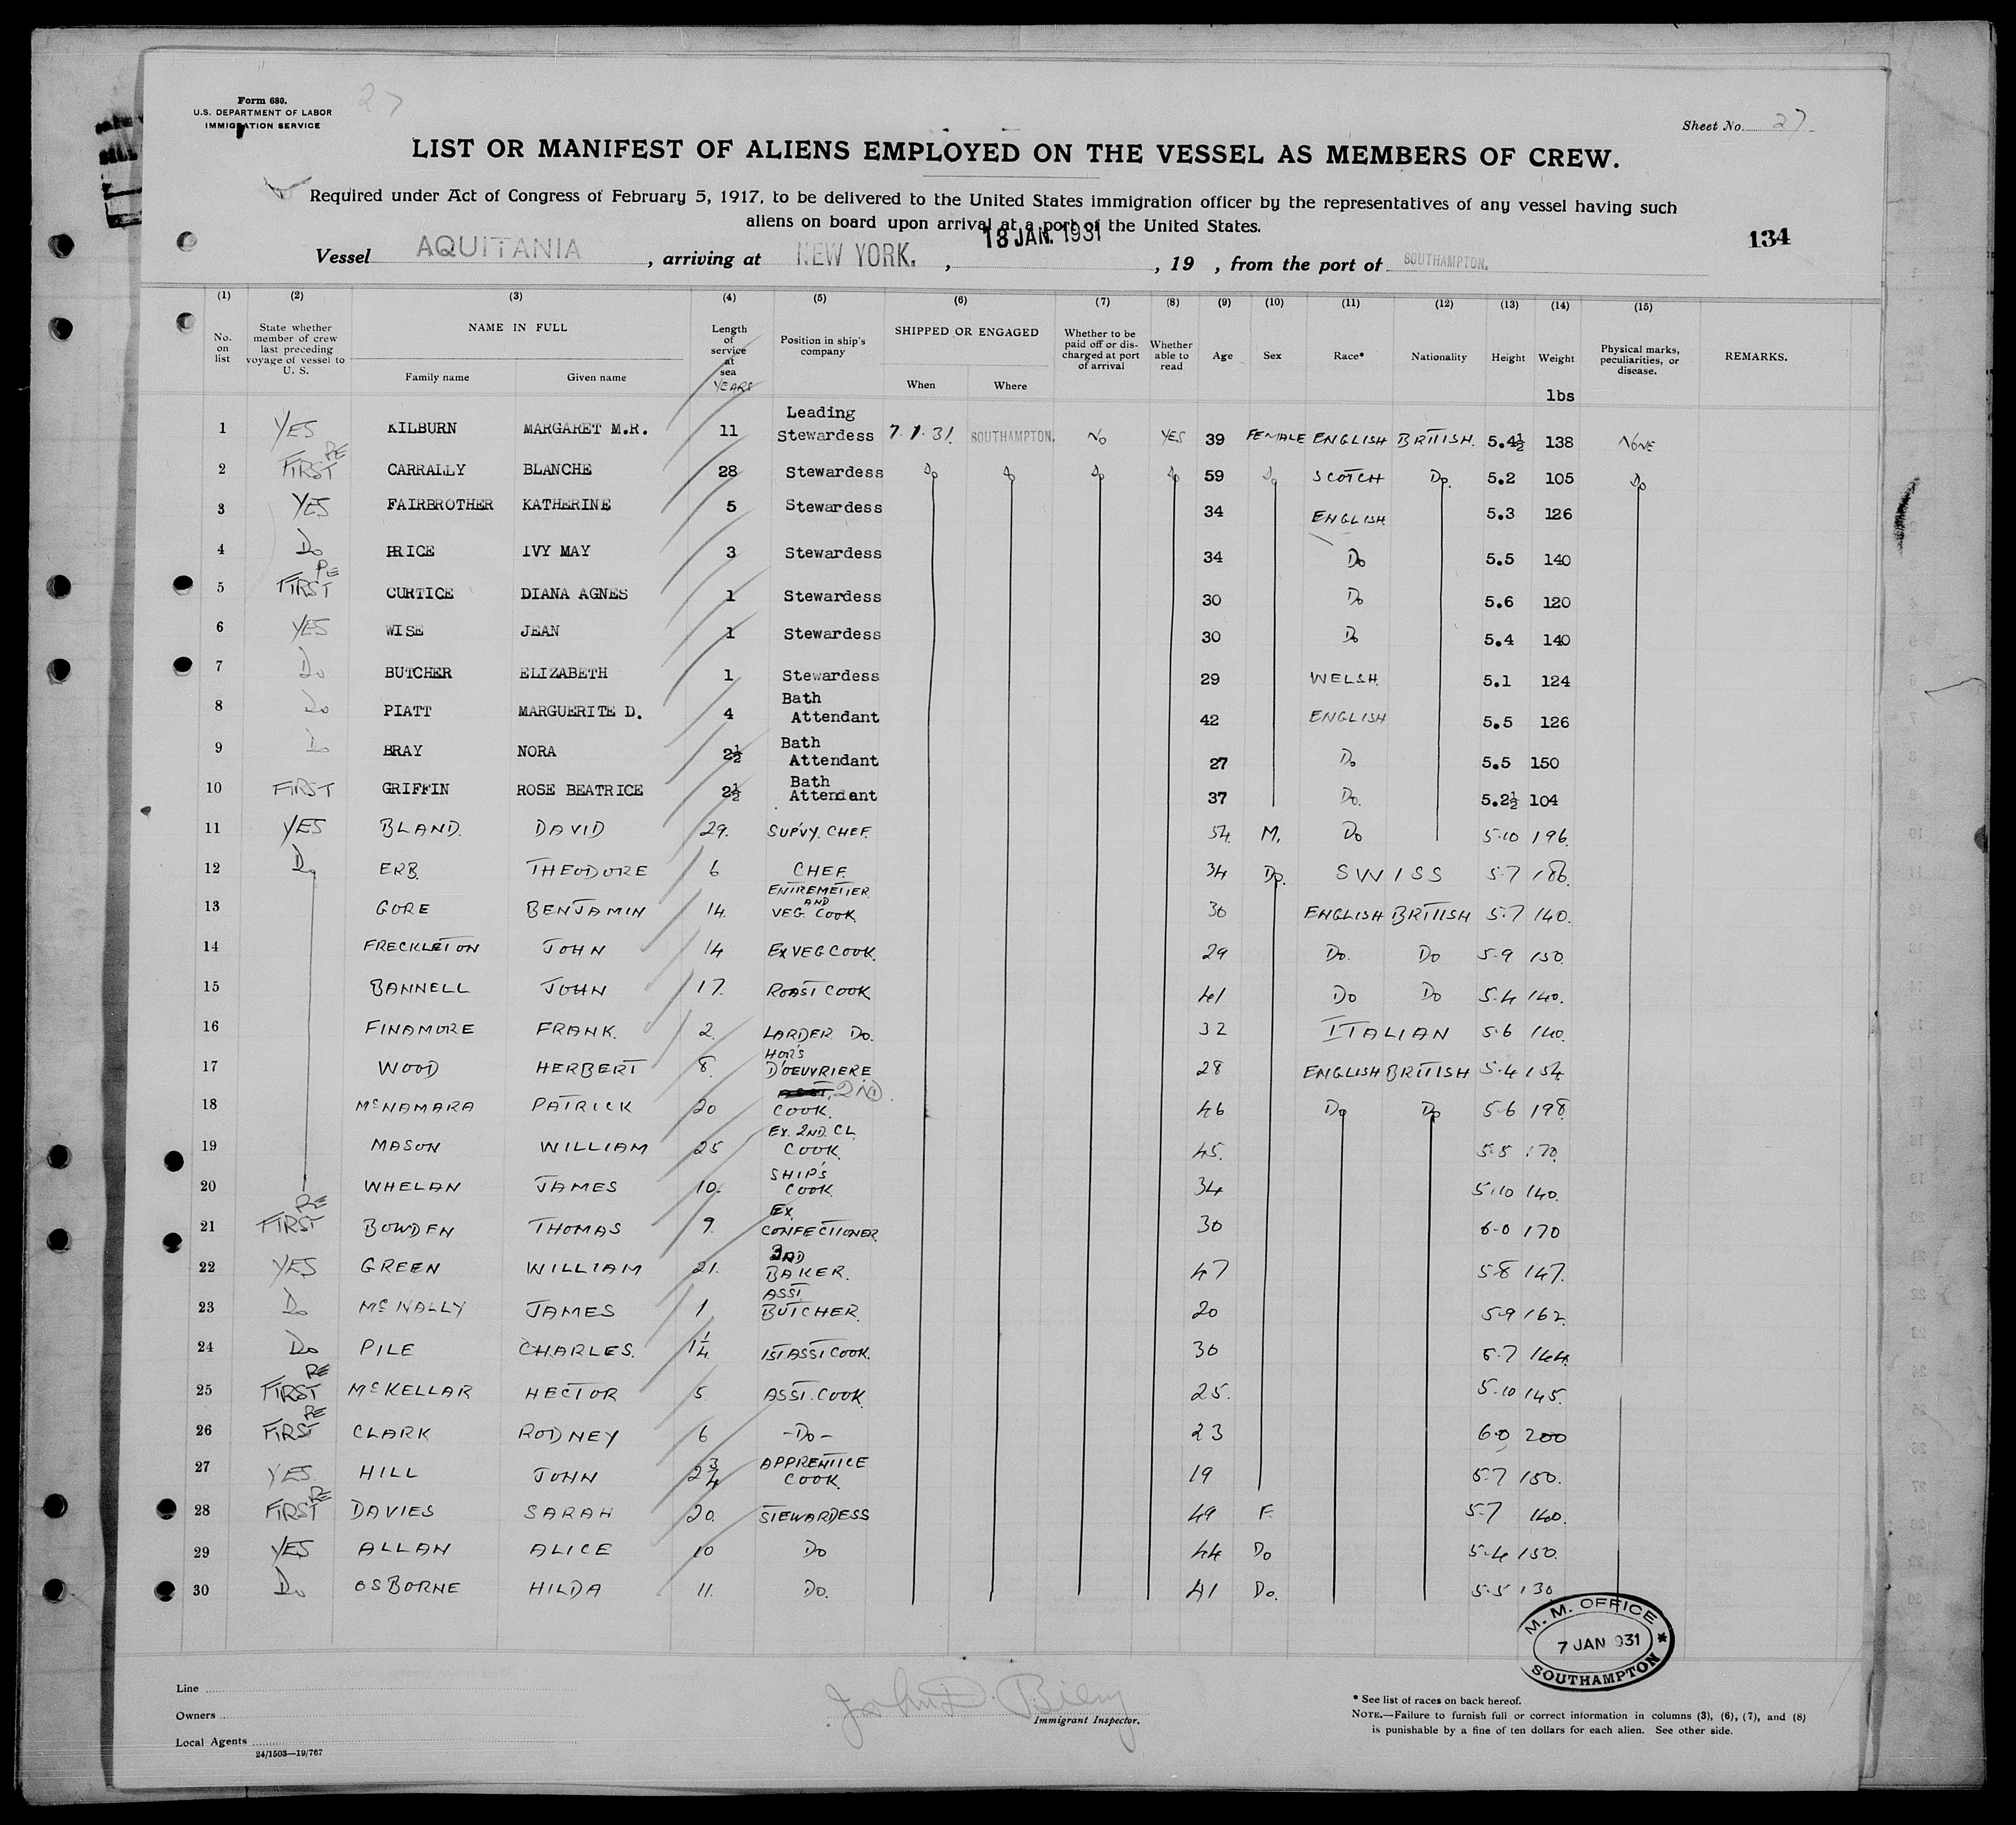 Form 680.
U.S. DEPARTMENT OF LABOR
IMMIGRATION SERVICE
27
Sheet No. 27
LIST OR MANIFEST OF ALIENS EMPLOYED ON THE VESSEL AS MEMBERS OF CREW.
Required under Act of Congress of February 5, 1917, to be delivered to the United States immigration officer by the representatives of any vessel having such
aliens on board upon arrival at a port of the United States.
13 JAN. 1931
134
Vessel AQUITANIA, arriving at NEW YORK. , , 19 , from the port of SOUTHAMPTON.
(1) (2) (3) (4) (5) (6) (7) (8) (9) (10) (11) (12) (13) (14) (15)
No. on list State whether member of crew last preceding voyage of vessel to U. S. NAME IN FULL Family name Given name Length of service at sea YEARS Position in ship's company SHIPPED OR ENGAGED When Where Whether to be paid off or discharged at port of arrival Whether able to read Age Sex Race* Nationality Height Weight lbs Physical marks, peculiarities, or disease. REMARKS.
1 YES KILBURN MARGARET M.R. 11 Leading Stewardess 7.1.31. SOUTHAMPTON. No YES 39 FEMALE ENGLISH BRITISH. 5.4½ 138 NONE
2 FIRST RE CARRALLY BLANCHE 28 Stewardess Do Do Do Do 59 Do SCOTCH Do. 5.2 105 Do
3 YES FAIRBROTHER KATHERINE 5 Stewardess 34 ENGLISH 5.3 126
4 Do PRICE IVY MAY 3 Stewardess 34 Do 5.5 140
5 FIRST RE CURTICE DIANA AGNES 1 Stewardess 30 Do 5.6 120
6 YES WISE JEAN 1 Stewardess 30 Do 5.4 140
7 Do BUTCHER ELIZABETH 1 Stewardess 29 WELSH. 5.1 124
8 Do PIATT MARGUERITE D. 4 Bath Attendant 42 ENGLISH 5.5 126
9 Do BRAY NORA 2½ Bath Attendant 27 Do 5.5 150
10 FIRST GRIFFIN ROSE BEATRICE 2½ Bath Attendant 37 Do. 5.2½ 104
11 YES BLAND. DAVID 29. SUPVY. CHEF. 54. M. Do 5.10 196.
12 Do ERB. THEODORE 6 CHEF. 34 Do. SWISS 5.7 186.
13 GORE BENJAMIN 14. ENTREMETIER AND VEG. COOK 30 ENGLISH BRITISH 5.7 140.
14 FRECKLETON JOHN 14 EX VEG COOK. 29 Do. Do 5.9 150.
15 BANNELL JOHN 17. ROAST COOK 41 Do Do 5.4 140.
16 FINAMORE FRANK. 2. LARDER Do. 32 ITALIAN 5.6 140.
17 WOOD HERBERT 8. HOR'S D'OEUVRIERE 28 ENGLISH BRITISH 5.4 154
18 McNAMARA PATRICK 20 2ND COOK. 46 Do Do 5.6 198.
19 MASON WILLIAM 25 EX. 2ND. CL. COOK. 45. 5.5 170.
20 WHELAN JAMES 10. SHIP'S COOK. 34 5.10 140.
21 FIRST RE BOWDEN THOMAS 9. EX. CONFECTIONER 30 6-0 170
22 YES GREEN WILLIAM 21. BAKER. 47 5.8 147.
23 Do McNALLY JAMES 1 ASST. BUTCHER. 20 5.9 162.
24 Do PILE CHARLES. 1¼ 1ST ASST COOK. 30 5.7 144.
25 FIRST RE McKELLAR HECTOR 5. ASST. COOK. 25. 5.10 145.
26 FIRST RE CLARK RODNEY 6 -Do- 23 6.0 200
27 YES HILL JOHN 2¾ APPRENTICE COOK. 19 5.7 150.
28 FIRST RE DAVIES SARAH 20. STEWARDESS 49 F. 5.7 140.
29 YES ALLAN ALICE 10 Do 44 Do 5.4 150.
30 Do OSBORNE HILDA 11. Do. 41 Do. 5.5 130
M. M. OFFICE
7 JAN 931
SOUTHAMPTON
Line
Owners
Local Agents
24/1503—19/767
Immigrant Inspector.
* See list of races on back hereof.
NOTE.—Failure to furnish full or correct information in columns (3), (6), (7), and (8)
is punishable by a fine of ten dollars for each alien. See other side.